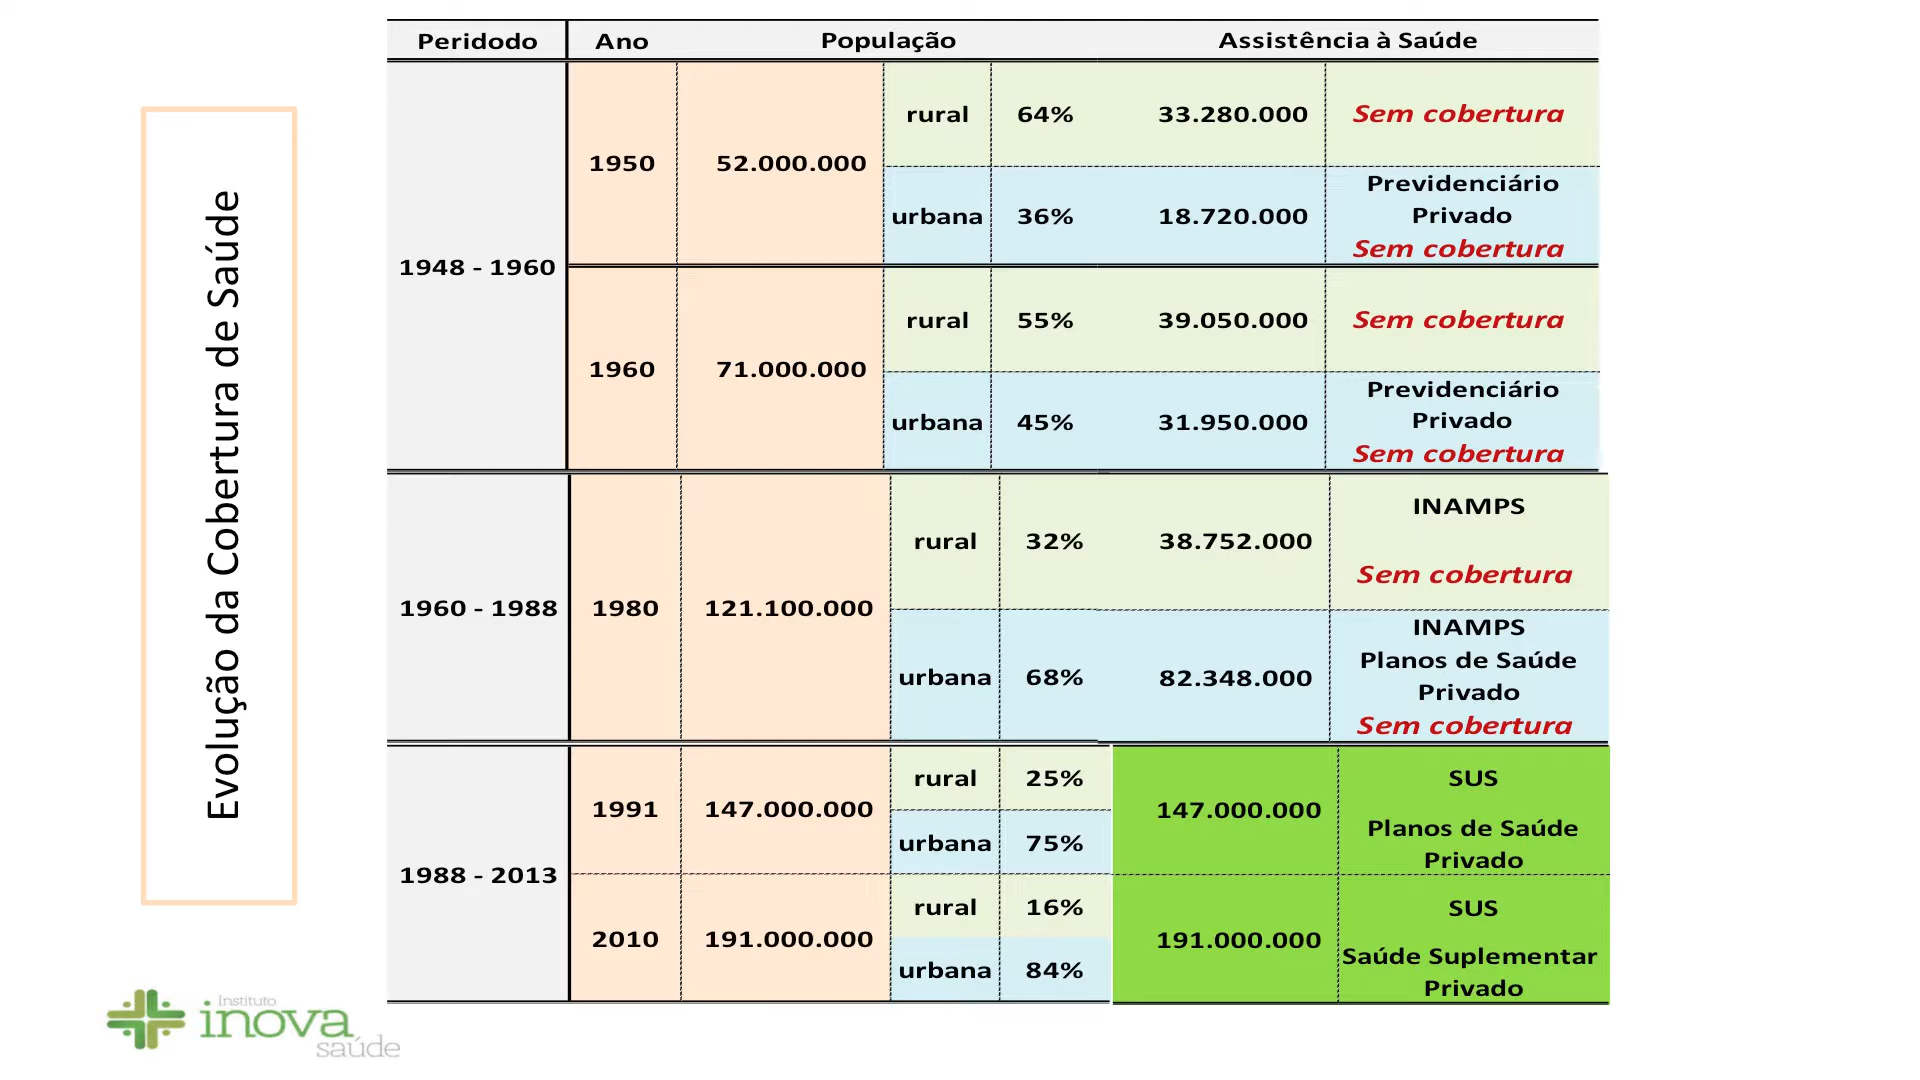 Evolução da Cobertura de Saúde
Peridodo Ano População Assistência à Saúde
1948 - 1960
1950 52.000.000
rural 64% 33.280.000 Sem cobertura
urbana 36% 18.720.000
Previdenciário
Privado
Sem cobertura
1960 71.000.000
rural 55% 39.050.000 Sem cobertura
urbana 45% 31.950.000
Previdenciário
Privado
Sem cobertura
1960 - 1988 1980 121.100.000
rural 32% 38.752.000
INAMPS
Sem cobertura
urbana 68% 82.348.000
INAMPS
Planos de Saúde
Privado
Sem cobertura
1988 - 2013
1991 147.000.000
rural 25%
urbana 75%
147.000.000
SUS
Planos de Saúde
Privado
2010 191.000.000
rural 16%
urbana 84%
191.000.000
SUS
Saúde Suplementar
Privado
Instituto
inova
saúde